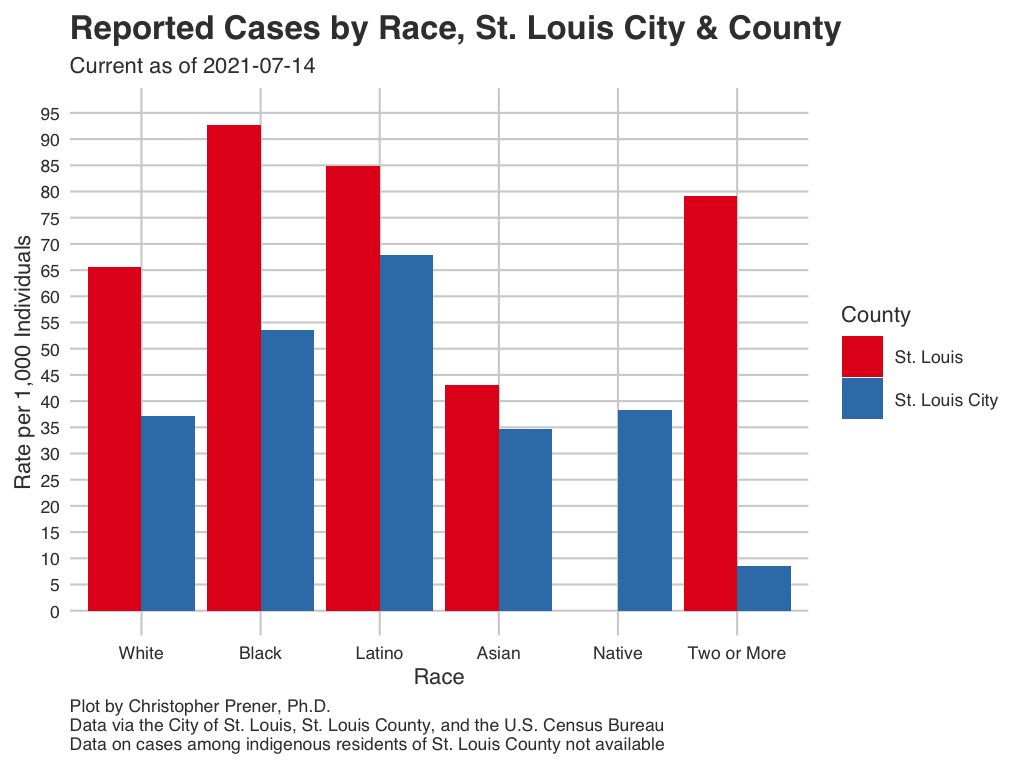 Reported Cases by Race, St. Louis City & County
Current as of 2021-07-14
Rate per 1,000 Individuals
95
90
85
80
75
70
65
60
55
50
45
40
35
30
25
20
15
10
5
0
White Black Latino Asian Native Two or More
Race
County
St. Louis
St. Louis City
Plot by Christopher Prener, Ph.D.
Data via the City of St. Louis, St. Louis County, and the U.S. Census Bureau
Data on cases among indigenous residents of St. Louis County not available